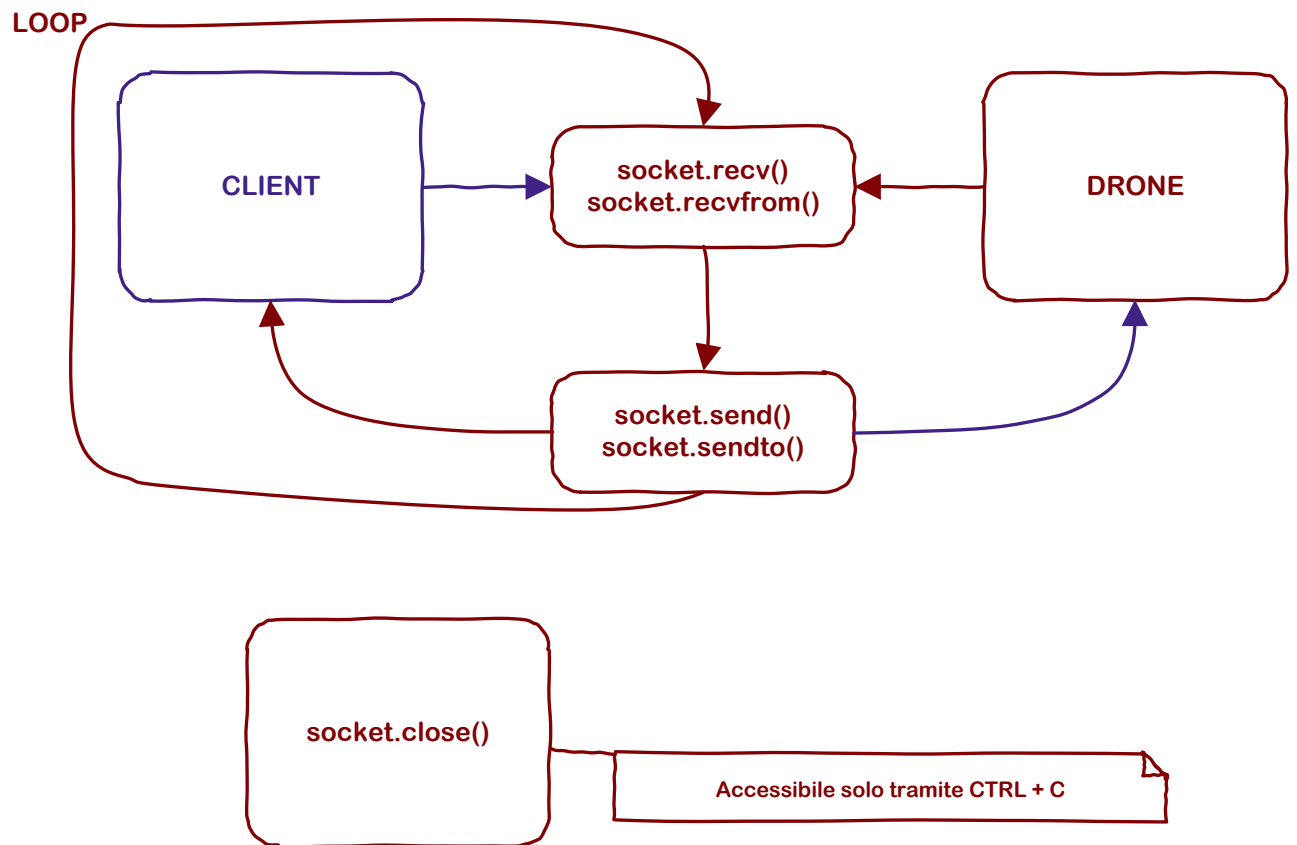 LOOP
CLIENT
socket.recv()
socket.recvfrom()
DRONE
socket.send()
socket.sendto()
socket.close()
Accessibile solo tramite CTRL + C